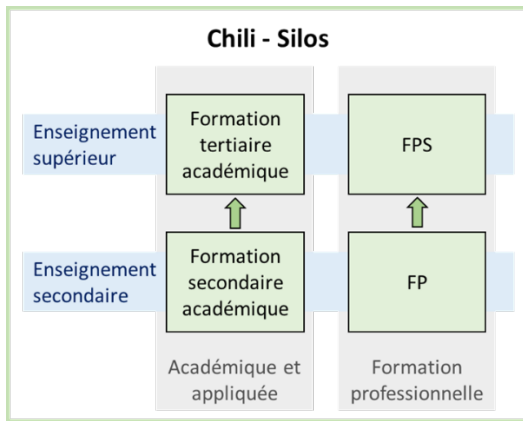 Chili - Silos
Enseignement
supérieur
Formation
tertiaire
académique
FPS
Enseignement
secondaire
Formation
secondaire
académique
FP
Académique et
appliquée
Formation
professionnelle